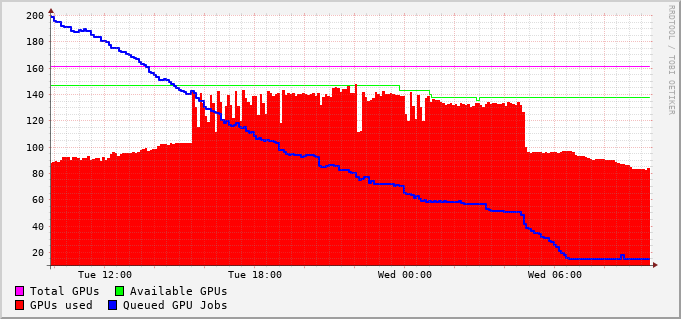 200
180
160
140
120
100
80
60
40
20
Tue 12:00 Tue 18:00 Wed 00:00 Wed 06:00
Total GPUs Available GPUs
GPUs used Queued GPU Jobs
RRDTOOL / TOBI OETIKER